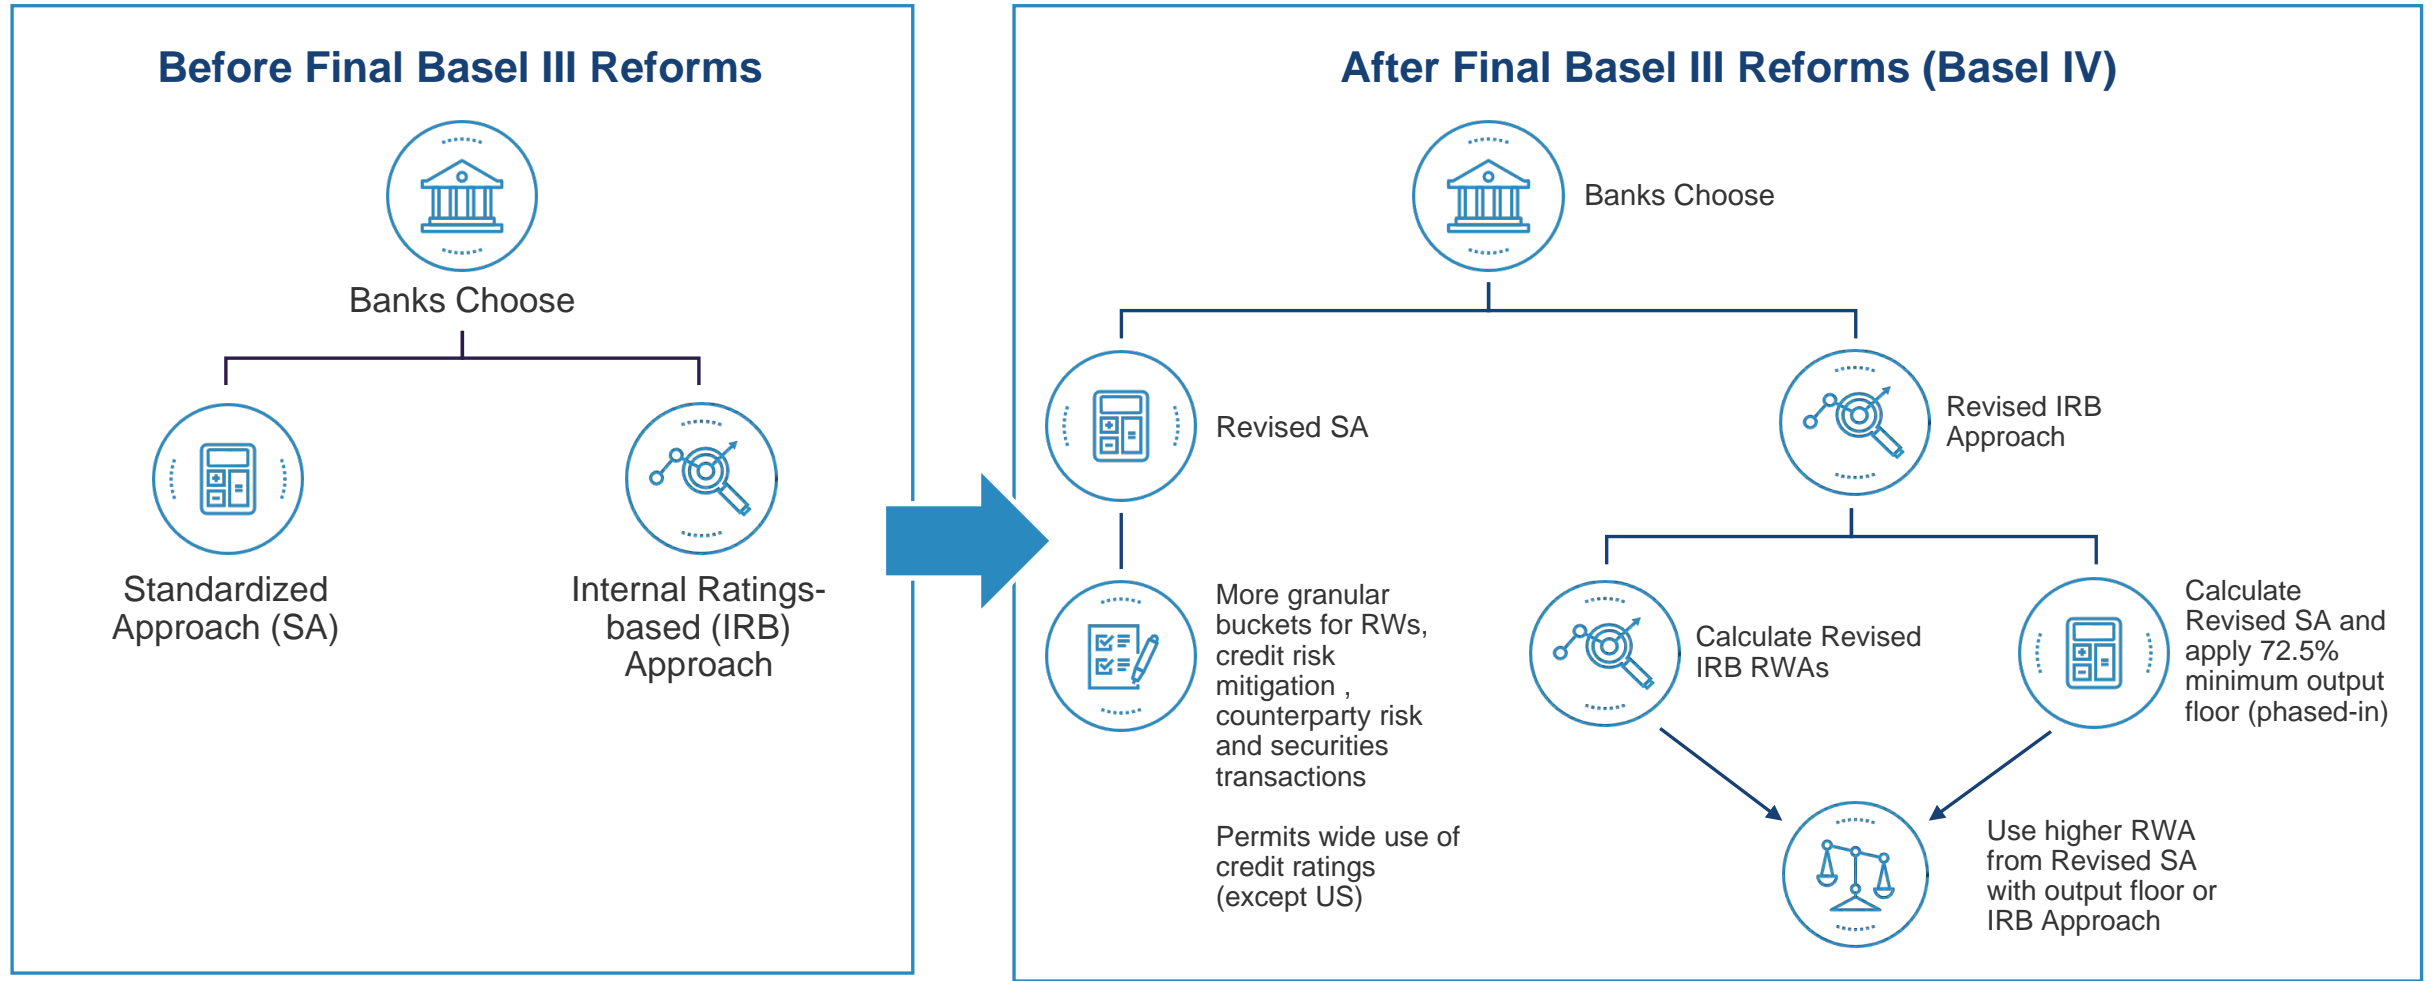 Before Final Basel III Reforms
Banks Choose
Standardized
Approach (SA)
Internal Ratings-
based (IRB)
Approach
After Final Basel III Reforms (Basel IV)
Banks Choose
Revised SA
Revised IRB
Approach
More granular
buckets for RWs,
credit risk
mitigation ,
counterparty risk
and securities
transactions
Permits wide use of
credit ratings
(except US)
Calculate Revised
IRB RWAs
Calculate
Revised SA and
apply 72.5%
minimum output
floor (phased-in)
Use higher RWA
from Revised SA
with output floor or
IRB Approach